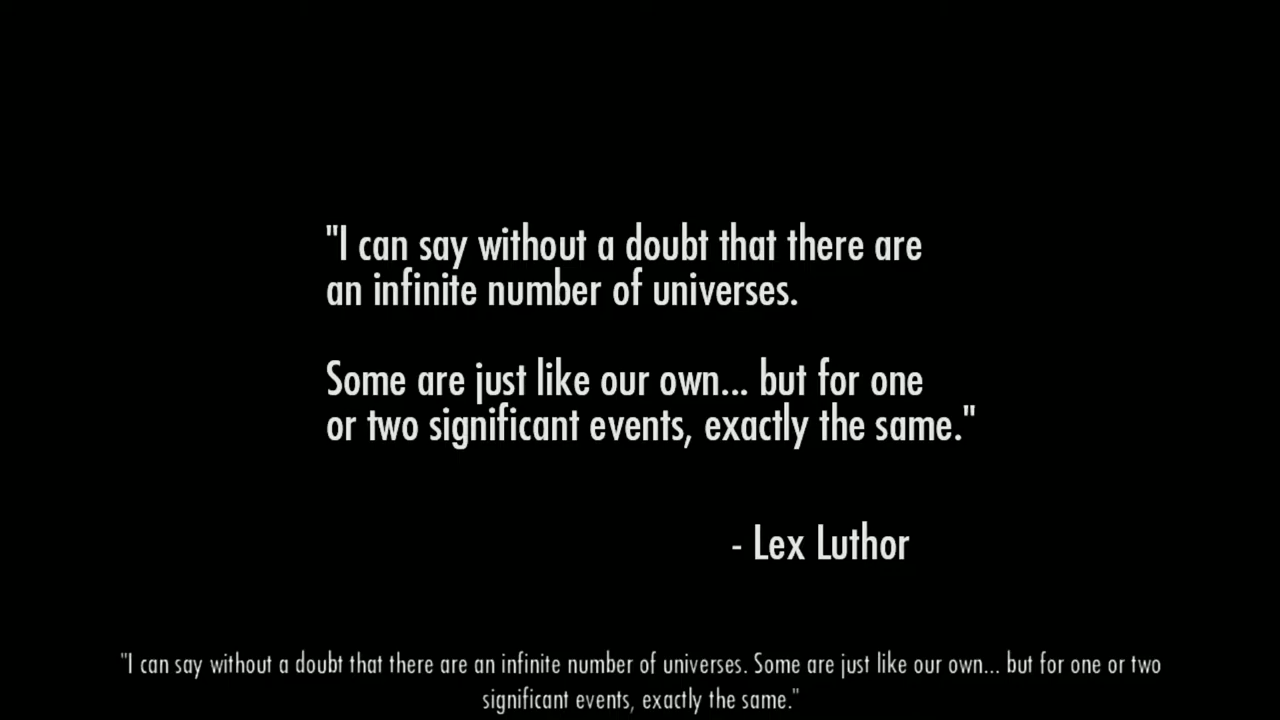 "I can say without a doubt that there are
an infinite number of universes.
Some are just like our own... but for one
or two significant events, exactly the same."
- Lex Luthor
"I can say without a doubt that there are an infinite number of universes. Some are just like our own... but for one or two
significant events, exactly the same."